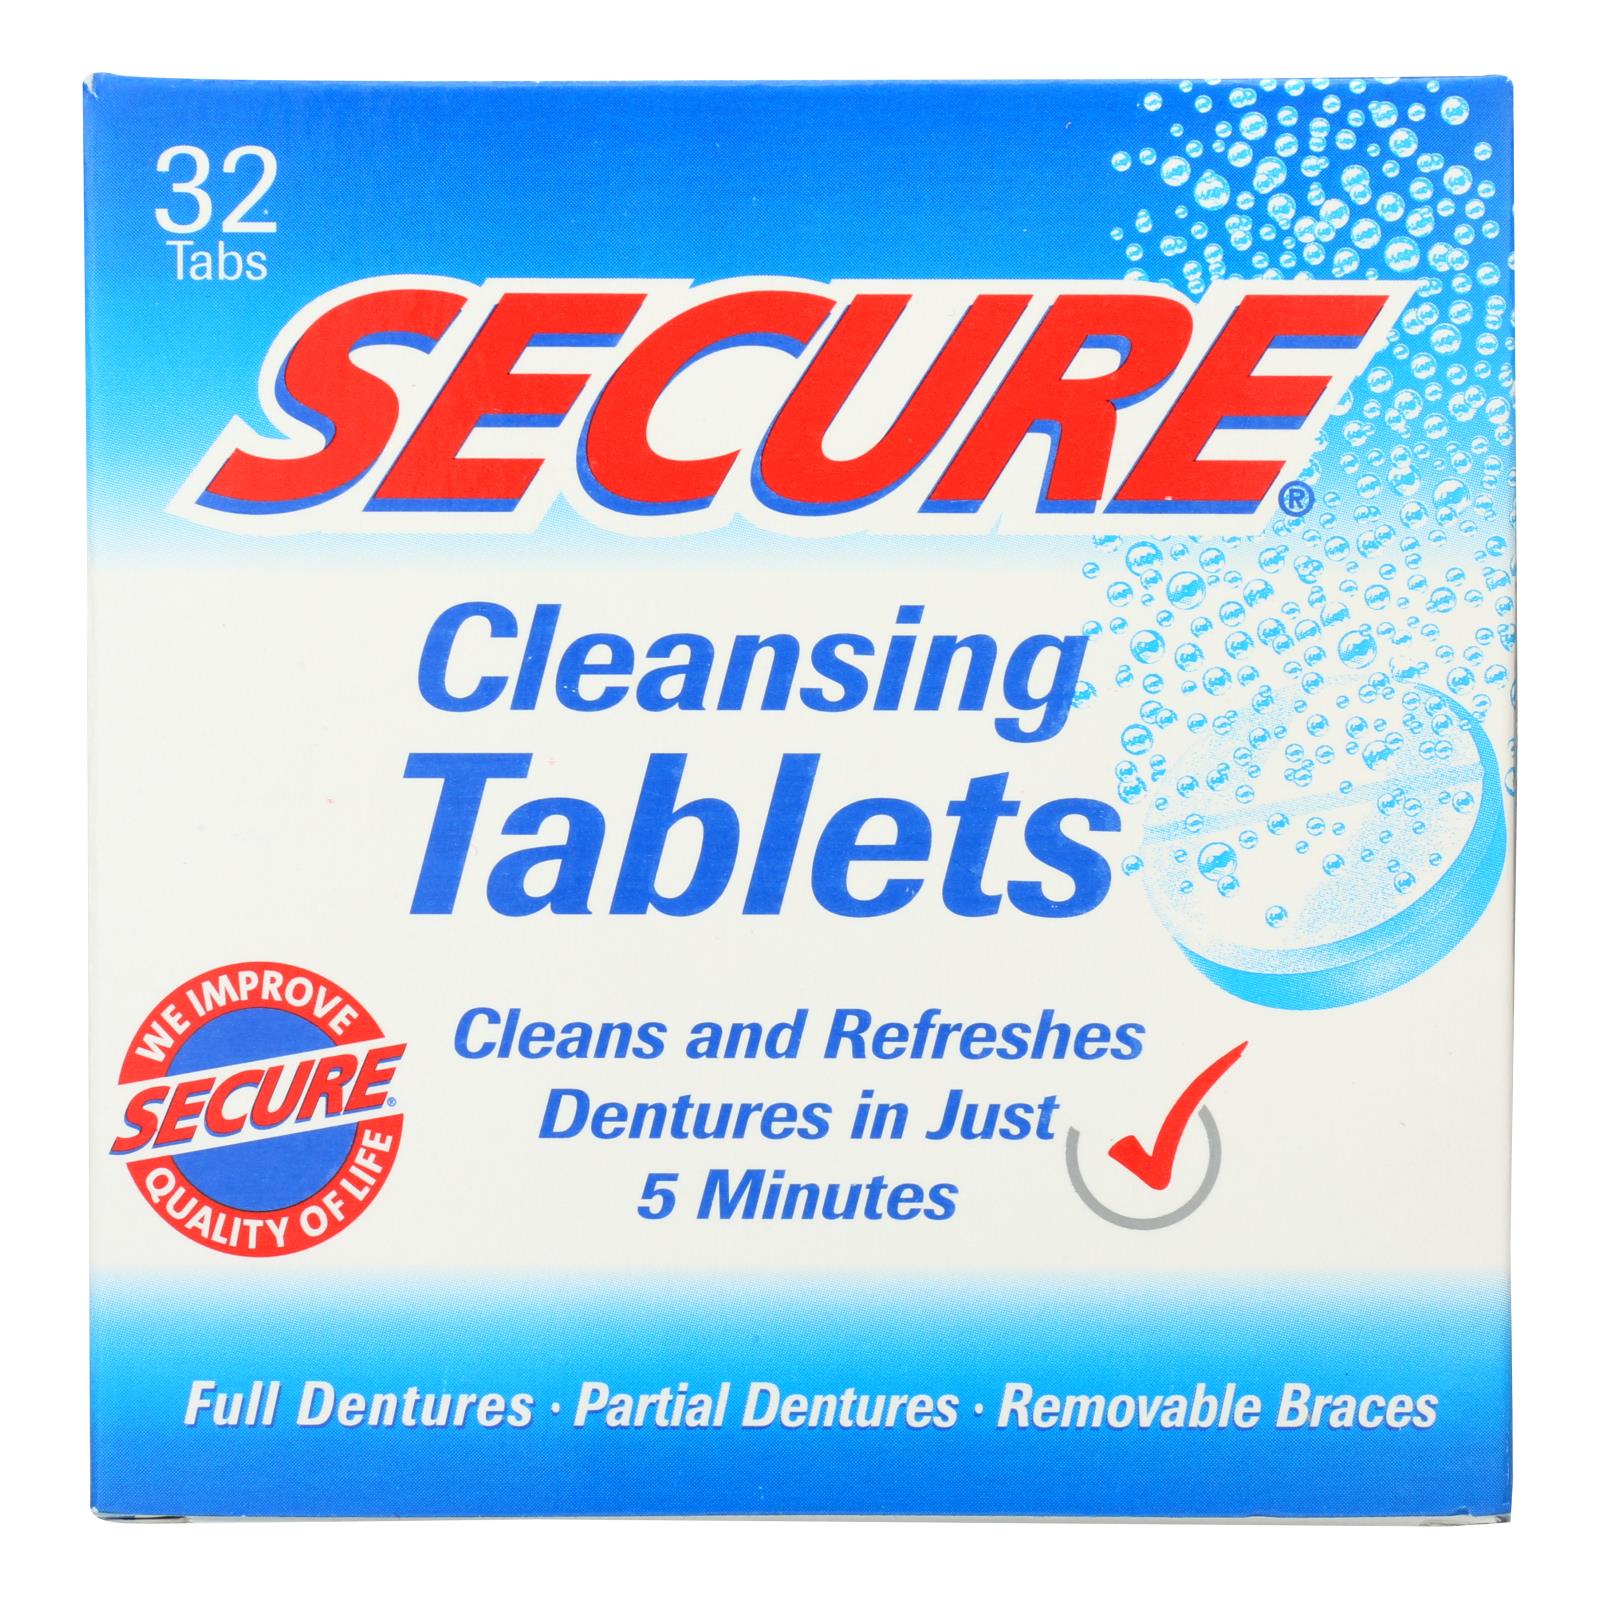 32
Tabs
SECURE®
Cleansing
Tablets
WE IMPROVE
SECURE®
QUALITY OF LIFE
Cleans and Refreshes
Dentures in Just
5 Minutes
Full Dentures · Partial Dentures · Removable Braces